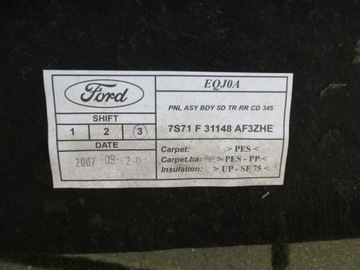 Ford
EQJ0A
PNL ASY BDY SD TR RR CD 345
SHIFT
1 2 3
7S71 F 31148 AF3ZHE
DATE
2007 -09- 20
Carpet: > PES <
Carpet.ba: > PES - PP <
Insulation: > UP - SF 75 <